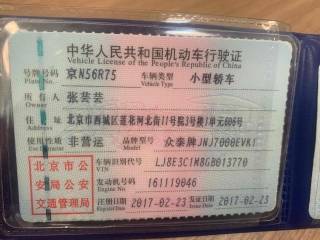 中华人民共和国机动车行驶证
Vehicle License of the People's Republic of China
号牌号码 京N56R75 车辆类型 小型轿车
Plate No. Vehicle Type
所有人 张芸芸
Owner
住址 北京市西城区莲花河北街11号院3号楼1单元606号
Address
使用性质 非营运 品牌型号 众泰牌JNJ7000EVK1
Use Character Model
北京市公安局公安交通管理局
车辆识别代号 LJ8E3C1M8GB013770
VIN
发动机号码 161119046
Engine No.
注册日期 2017-02-23 发证日期 2017-02-23
Register Date Issue Date